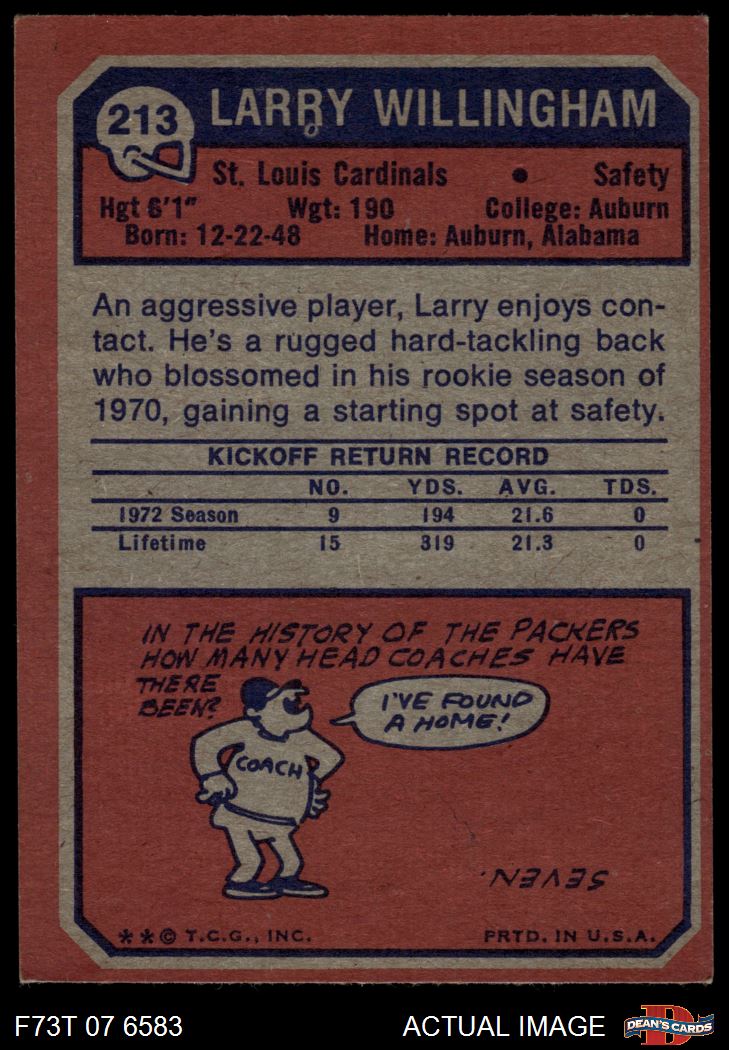 213
LARRY WILLINGHAM
St. Louis Cardinals • Safety
Hgt 6'1" Wgt: 190 College: Auburn
Born: 12-22-48 Home: Auburn, Alabama
An aggressive player, Larry enjoys con-
tact. He's a rugged hard-tackling back
who blossomed in his rookie season of
1970, gaining a starting spot at safety.
KICKOFF RETURN RECORD
NO. YDS. AVG. TDS.
1972 Season 9 194 21.6 0
Lifetime 15 319 21.3 0
IN THE HISTORY OF THE PACKERS
HOW MANY HEAD COACHES HAVE
THERE
BEEN?
I'VE FOUND
A HOME!
COACH
SEVEN.
**© T.C.G., INC. PRTD. IN U.S.A.
F73T 07 6583 ACTUAL IMAGE
D
DEAN'S CARDS